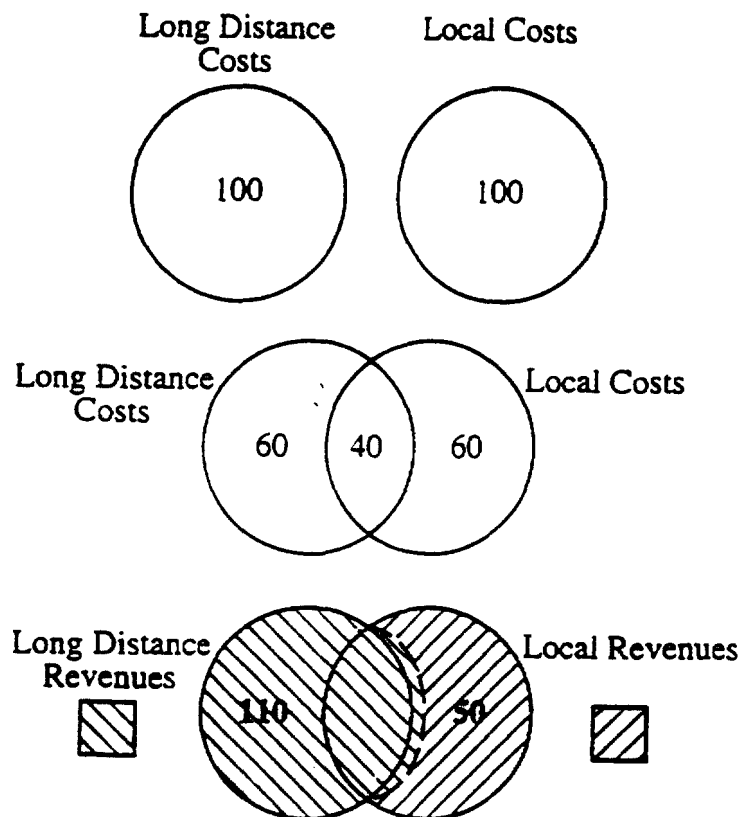 Long Distance
Costs
Local Costs
100
100
Long Distance
Costs
Local Costs
60
40
60
Long Distance
Revenues
Local Revenues
110
50